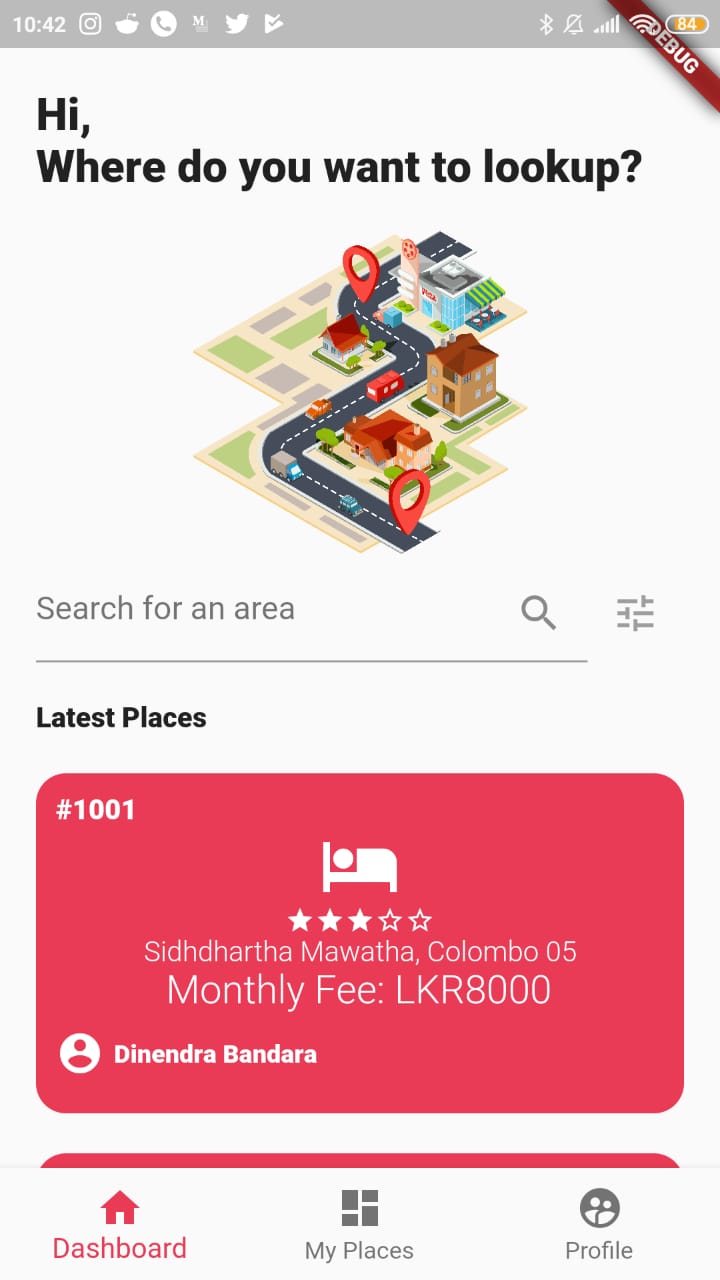 10:42
84
DEBUG
Hi,
Where do you want to lookup?
PIZZA
Search for an area
Latest Places
#1001
Sidhdhartha Mawatha, Colombo 05
Monthly Fee: LKR8000
Dinendra Bandara
Dashboard
My Places
Profile